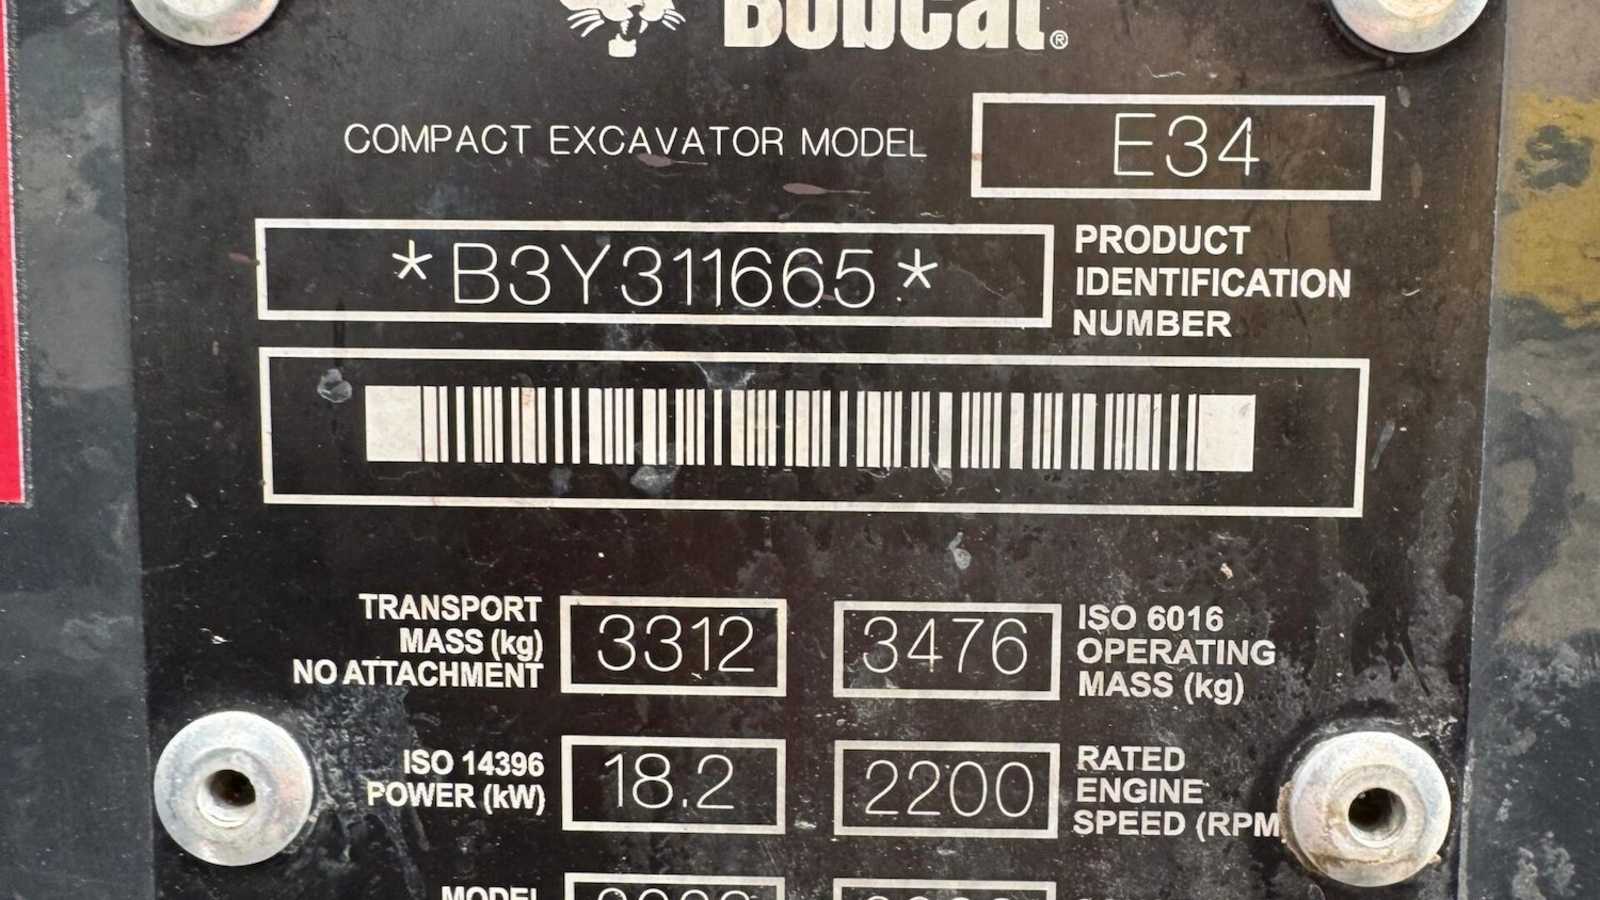 Bobcat®
COMPACT EXCAVATOR MODEL E34
*B3Y311665* PRODUCT
IDENTIFICATION
NUMBER
TRANSPORT
MASS (kg)
NO ATTACHMENT
3312
3476
ISO 6016
OPERATING
MASS (kg)
ISO 14396
POWER (kW)
18.2
2200
RATED
ENGINE
SPEED (RPM
MODEL